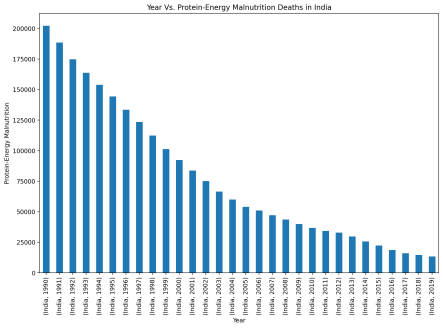 Year Vs. Protein-Energy Malnutrition Deaths in India
200000
175000
150000
125000
100000
75000
50000
25000
0
Protein-Energy Malnutrition
(India, 1990)
(India, 1991)
(India, 1992)
(India, 1993)
(India, 1994)
(India, 1995)
(India, 1996)
(India, 1997)
(India, 1998)
(India, 1999)
(India, 2000)
(India, 2001)
(India, 2002)
(India, 2003)
(India, 2004)
(India, 2005)
(India, 2006)
(India, 2007)
(India, 2008)
(India, 2009)
(India, 2010)
(India, 2011)
(India, 2012)
(India, 2013)
(India, 2014)
(India, 2015)
(India, 2016)
(India, 2017)
(India, 2018)
(India, 2019)
Year